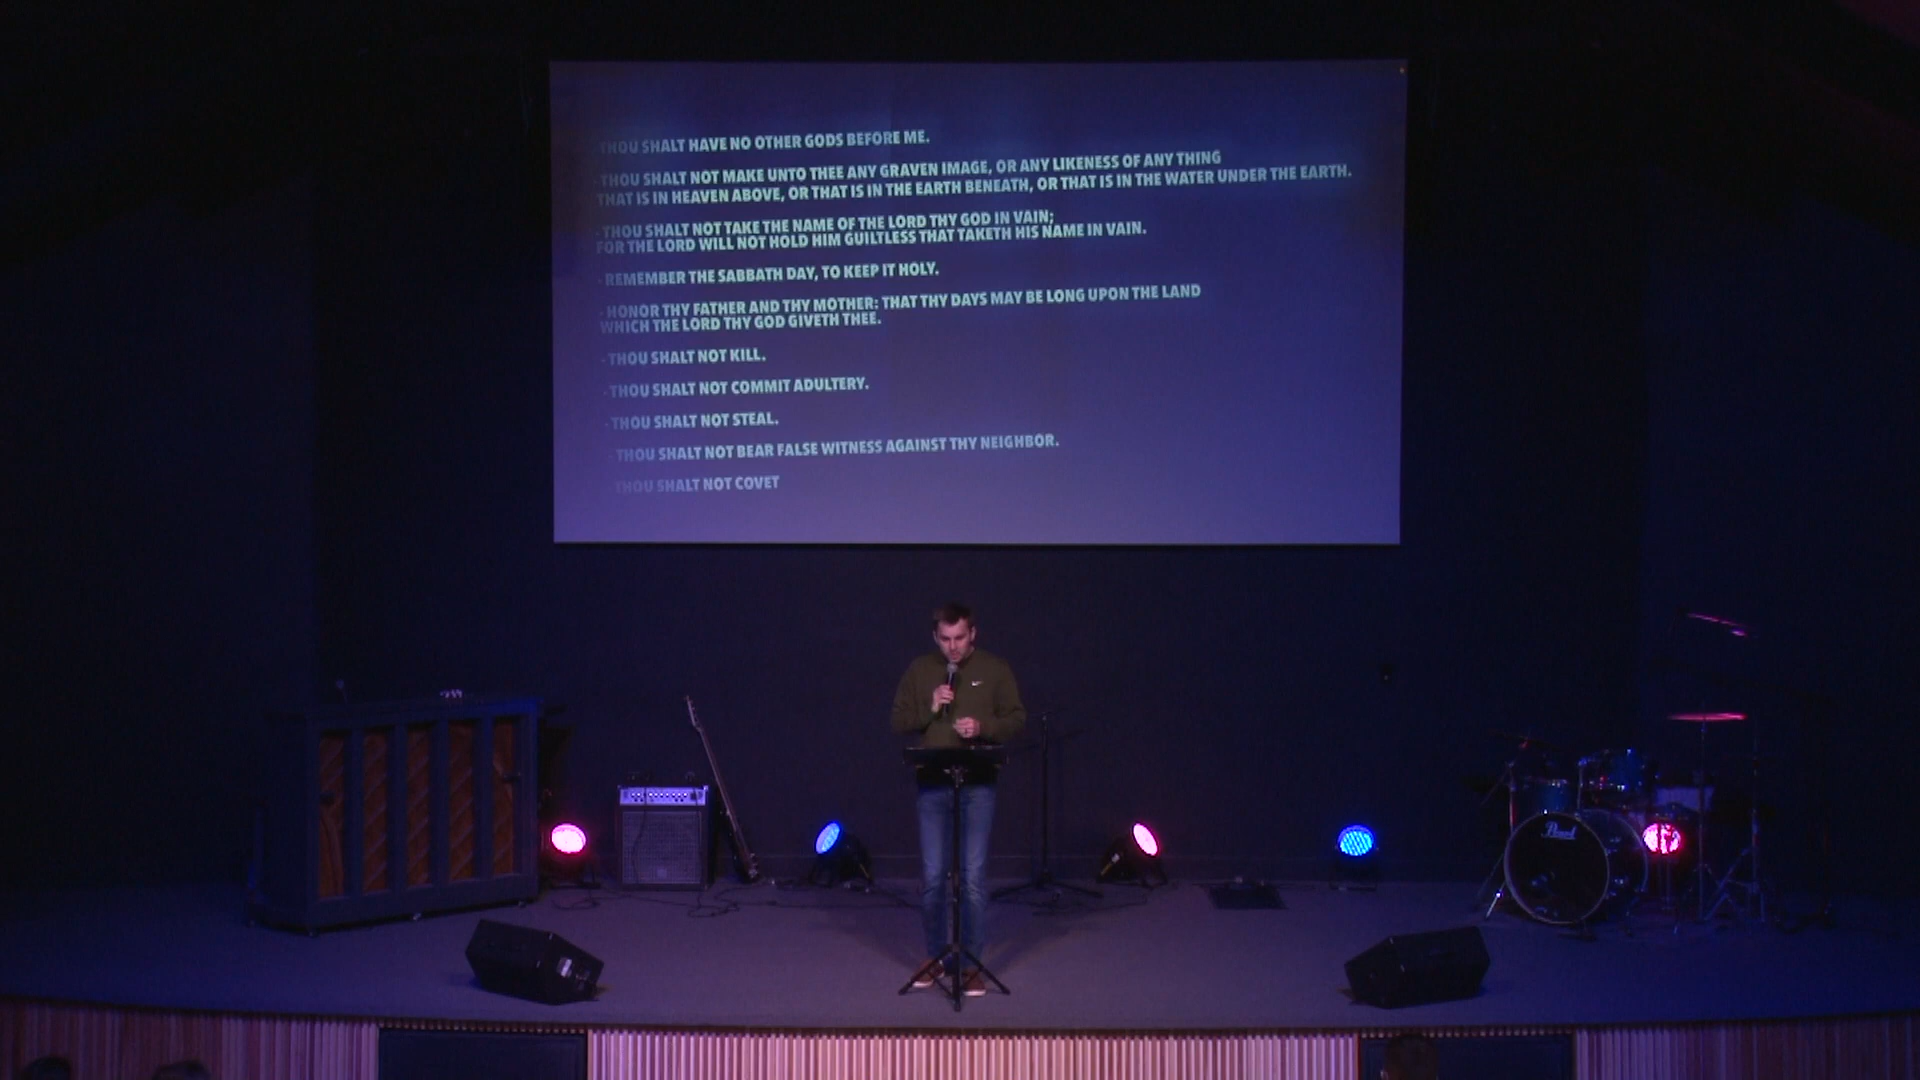 THOU SHALT HAVE NO OTHER GODS BEFORE ME.
- THOU SHALT NOT MAKE UNTO THEE ANY GRAVEN IMAGE, OR ANY LIKENESS OF ANY THING
THAT IS IN HEAVEN ABOVE, OR THAT IS IN THE EARTH BENEATH, OR THAT IS IN THE WATER UNDER THE EARTH.
- THOU SHALT NOT TAKE THE NAME OF THE LORD THY GOD IN VAIN;
FOR THE LORD WILL NOT HOLD HIM GUILTLESS THAT TAKETH HIS NAME IN VAIN.
- REMEMBER THE SABBATH DAY, TO KEEP IT HOLY.
- HONOR THY FATHER AND THY MOTHER: THAT THY DAYS MAY BE LONG UPON THE LAND
WHICH THE LORD THY GOD GIVETH THEE.
- THOU SHALT NOT KILL.
- THOU SHALT NOT COMMIT ADULTERY.
- THOU SHALT NOT STEAL.
- THOU SHALT NOT BEAR FALSE WITNESS AGAINST THY NEIGHBOR.
- THOU SHALT NOT COVET
Pearl